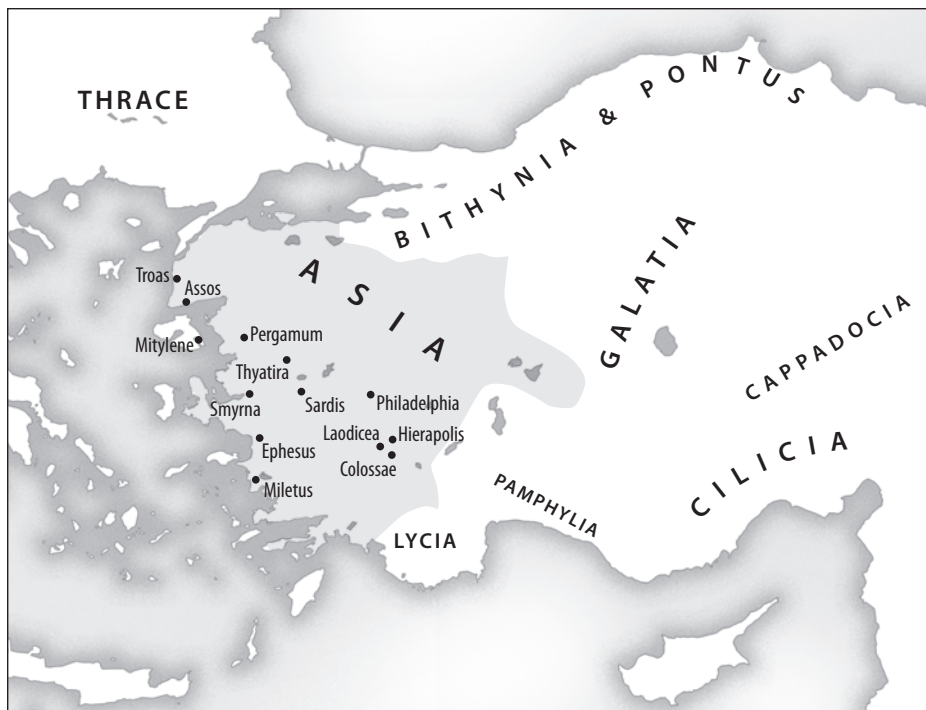 THRACE
BITHYNIA & PONTUS
ASIA
GALATIA
CAPPADOCIA
Troas
Assos
Mitylene
Pergamum
Thyatira
Smyrna
Sardis
Philadelphia
Ephesus
Laodicea
Hierapolis
Colossae
Miletus
LYCIA
PAMPHYLIA
CILICIA